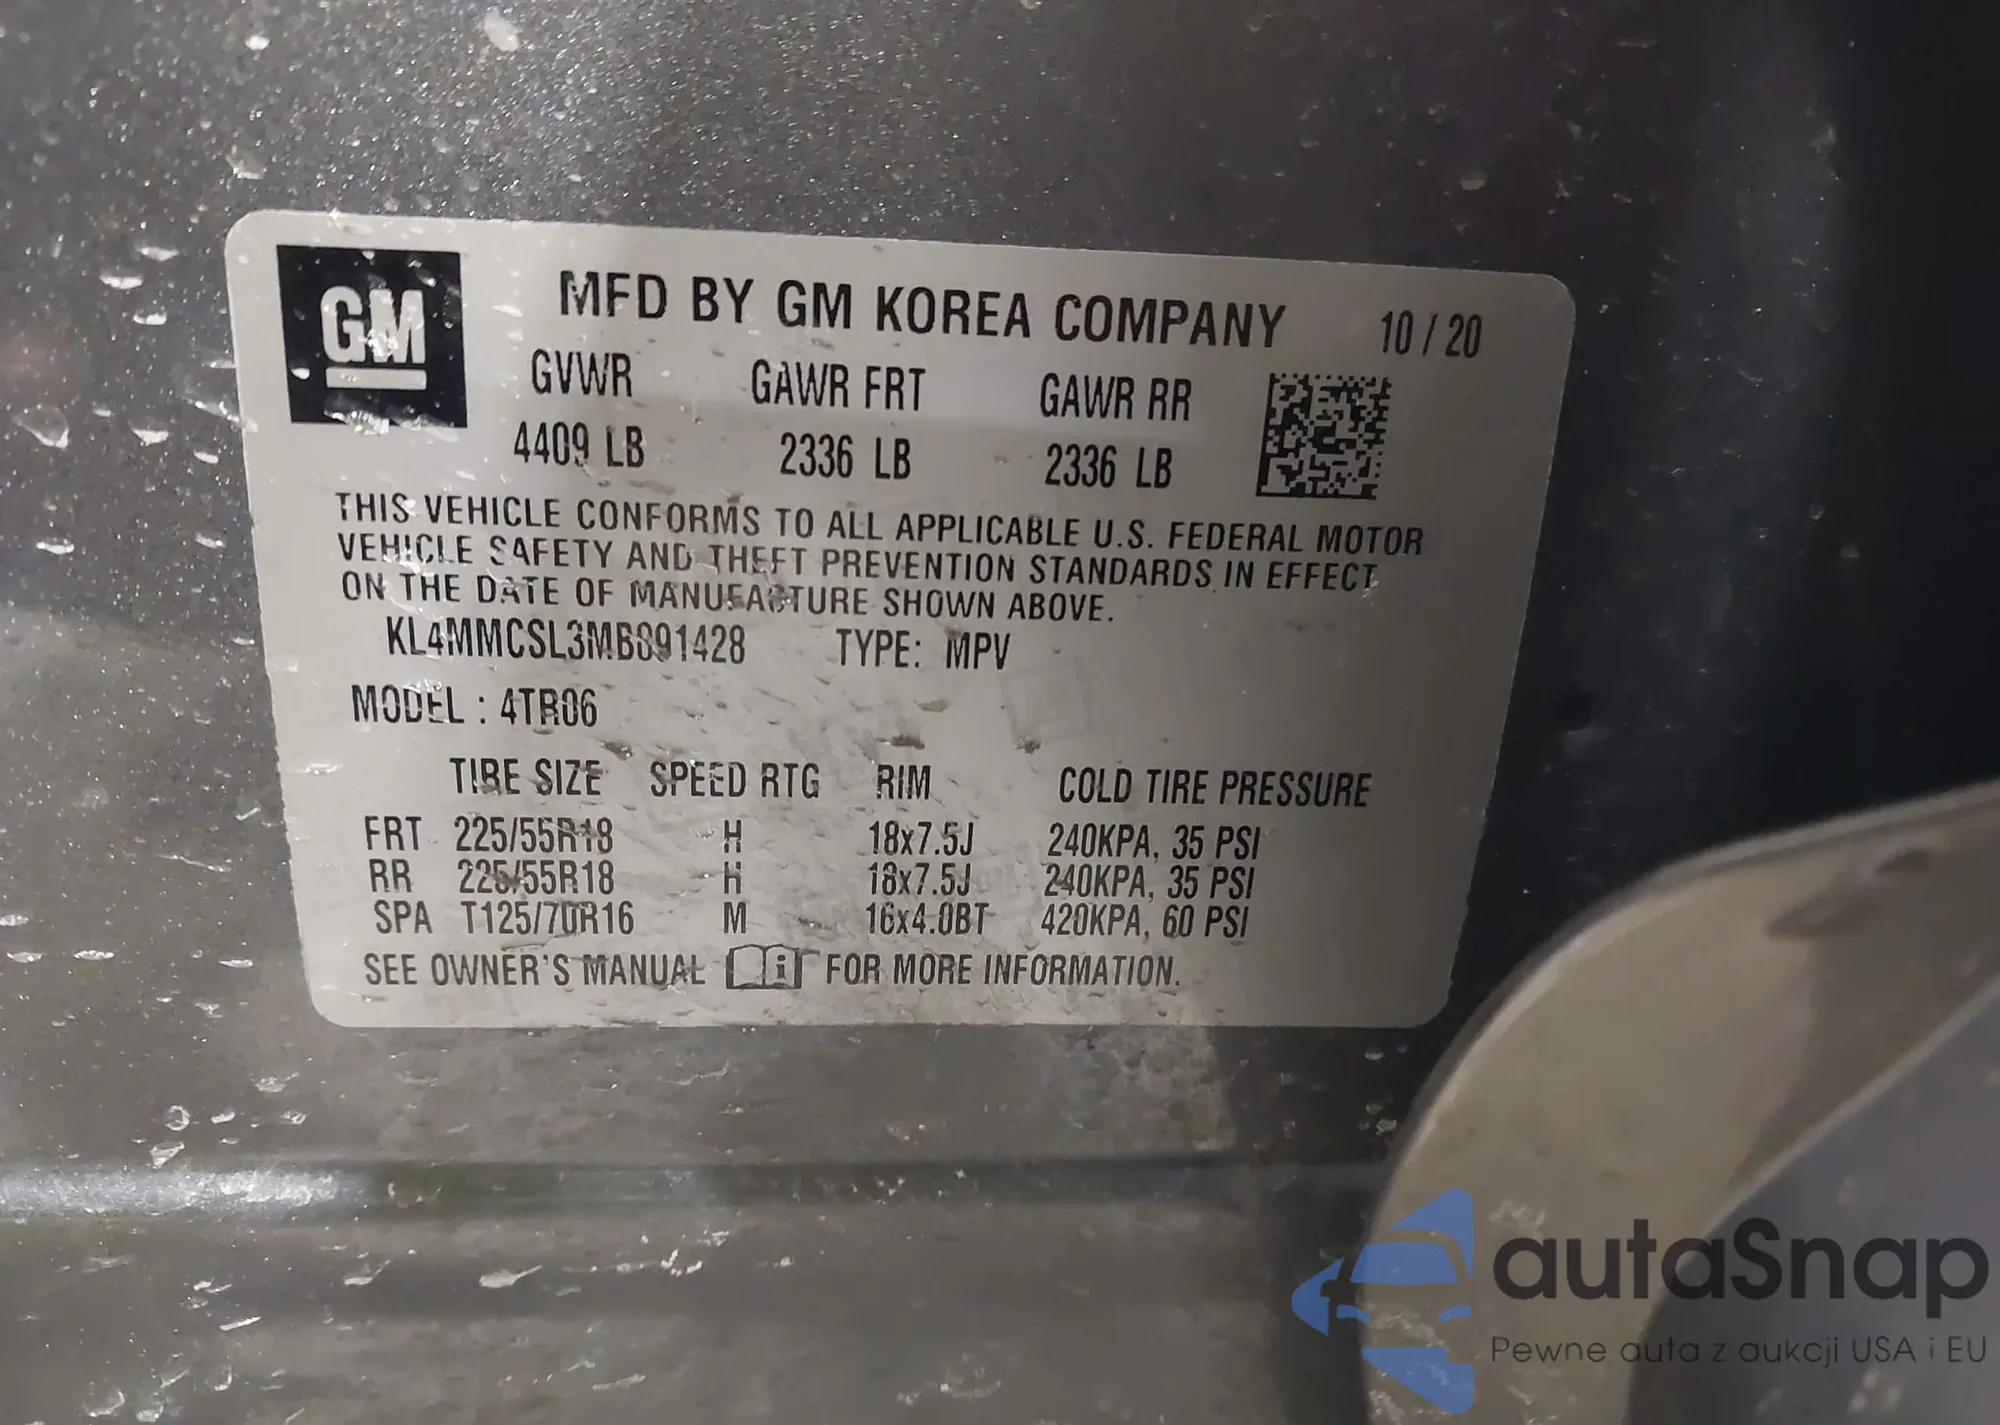 GM
MFD BY GM KOREA COMPANY 10 / 20
GVWR GAWR FRT GAWR RR
4409 LB 2336 LB 2336 LB
THIS VEHICLE CONFORMS TO ALL APPLICABLE U.S. FEDERAL MOTOR
VEHICLE SAFETY AND THEFT PREVENTION STANDARDS IN EFFECT
ON THE DATE OF MANUFACTURE SHOWN ABOVE.
KL4MMCSL3MB091428 TYPE: MPV
MODEL : 4TR06
TIRE SIZE SPEED RTG RIM COLD TIRE PRESSURE
FRT 225/55R18 H 18x7.5J 240KPA, 35 PSI
RR 225/55R18 H 18x7.5J 240KPA, 35 PSI
SPA T125/70R16 M 16x4.0BT 420KPA, 60 PSI
SEE OWNER'S MANUAL i FOR MORE INFORMATION.
autaSnap
Pewne auta z aukcji USA i EU